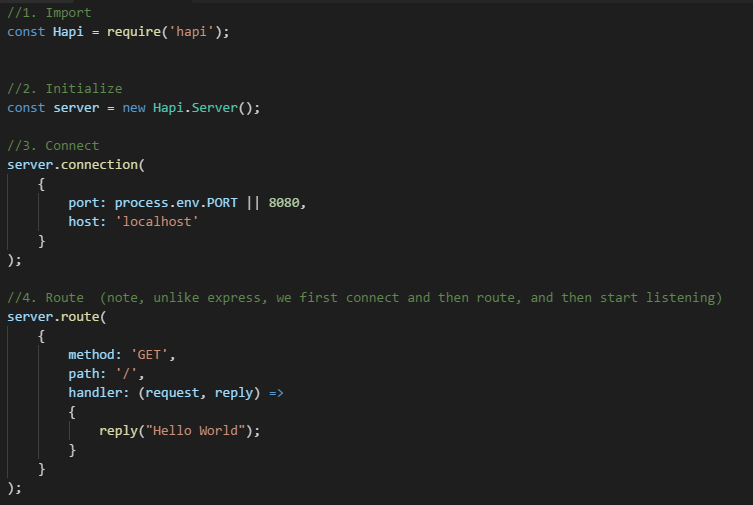 //1. Import
const Hapi = require('hapi');
//2. Initialize
const server = new Hapi.Server();
//3. Connect
server.connection(
{
port: process.env.PORT || 8080,
host: 'localhost'
}
);
//4. Route  (note, unlike express, we first connect and then route, and then start listening)
server.route(
{
method: 'GET',
path: '/',
handler: (request, reply) =>
{
reply("Hello World");
}
}
);